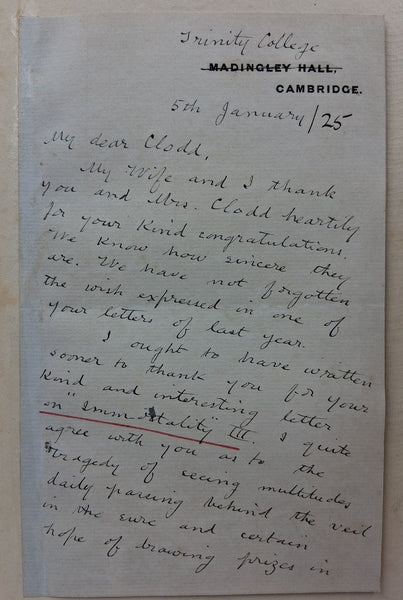 Trinity College
MADINGLEY HALL,
CAMBRIDGE.
5th January/25
My dear Clodd,
My Wife and I thank
you and Mrs. Clodd heartily
for your kind congratulations.
We know how sincere they
are. We have not forgotten
the wish expressed in one of
your letters of last year.
I ought to have written
sooner to thank you for your
kind and interesting letter
on "Immortality" III. I quite
agree with you as to the
tragedy of seeing multitudes
daily passing behind the veil
in the sure and certain
hope of drawing prizes in